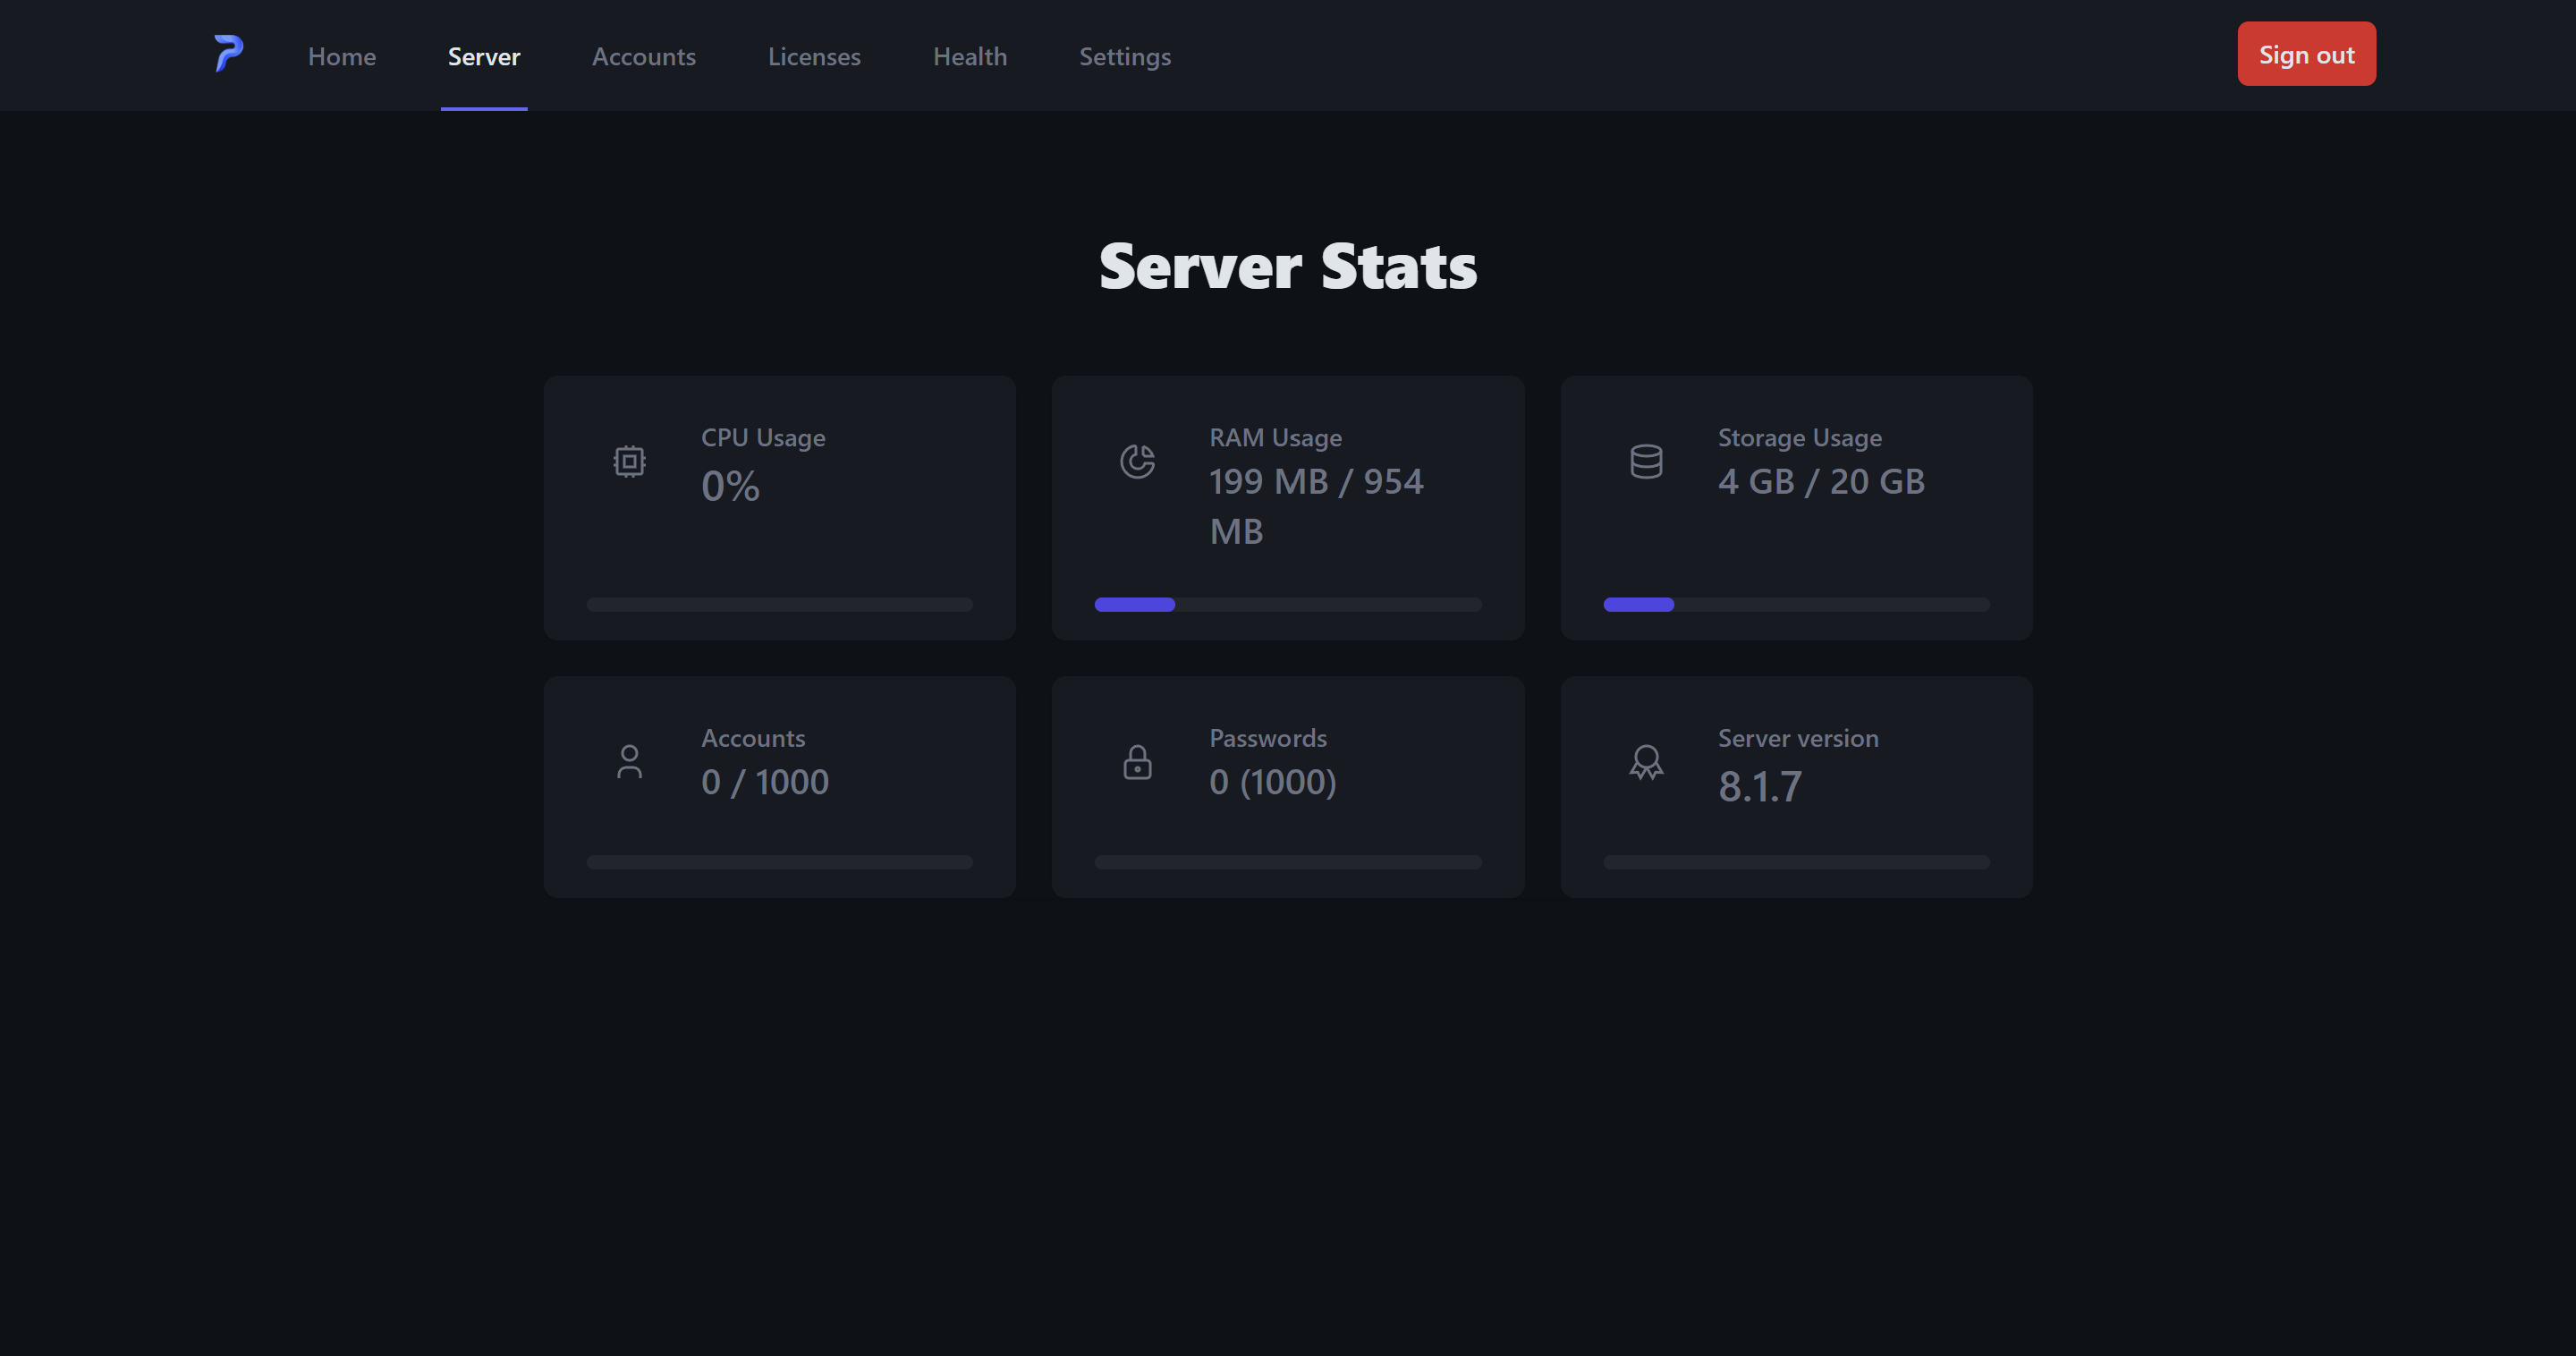 Home
Server
Accounts
Licenses
Health
Settings
Sign out
Server Stats
CPU Usage
0%
RAM Usage
199 MB / 954
MB
Storage Usage
4 GB / 20 GB
Accounts
0 / 1000
Passwords
0 (1000)
Server version
8.1.7